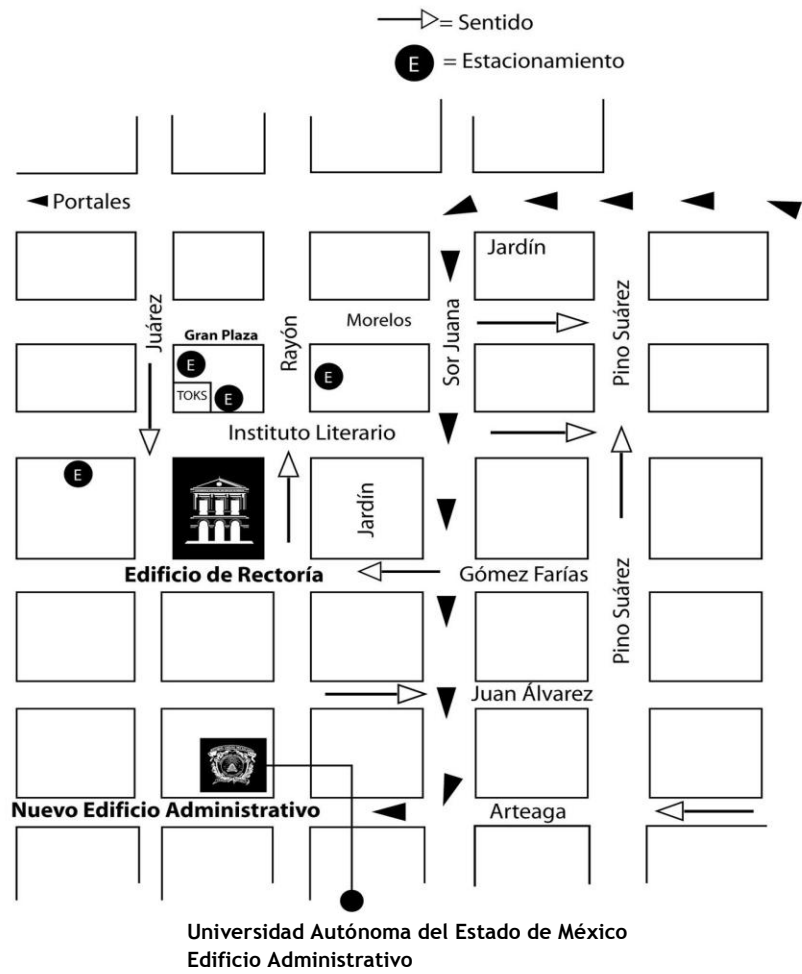 = Sentido
E = Estacionamiento
Portales
Jardín
Juárez
Gran Plaza
Rayón
Morelos
Sor Juana
Pino Suárez
E
TOKS
E
E
Instituto Literario
E
Jardín
Edificio de Rectoría
Gómez Farías
Pino Suárez
Juan Álvarez
Nuevo Edificio Administrativo
Arteaga
Universidad Autónoma del Estado de México
Edificio Administrativo